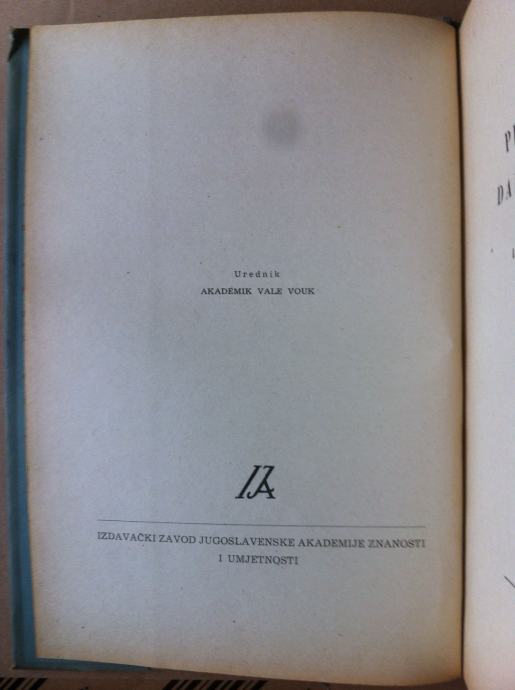 Urednik
AKADEMIK VALE VOUK
IZDAVAČKI ZAVOD JUGOSLAVENSKE AKADEMIJE ZNANOSTI
I UMJETNOSTI